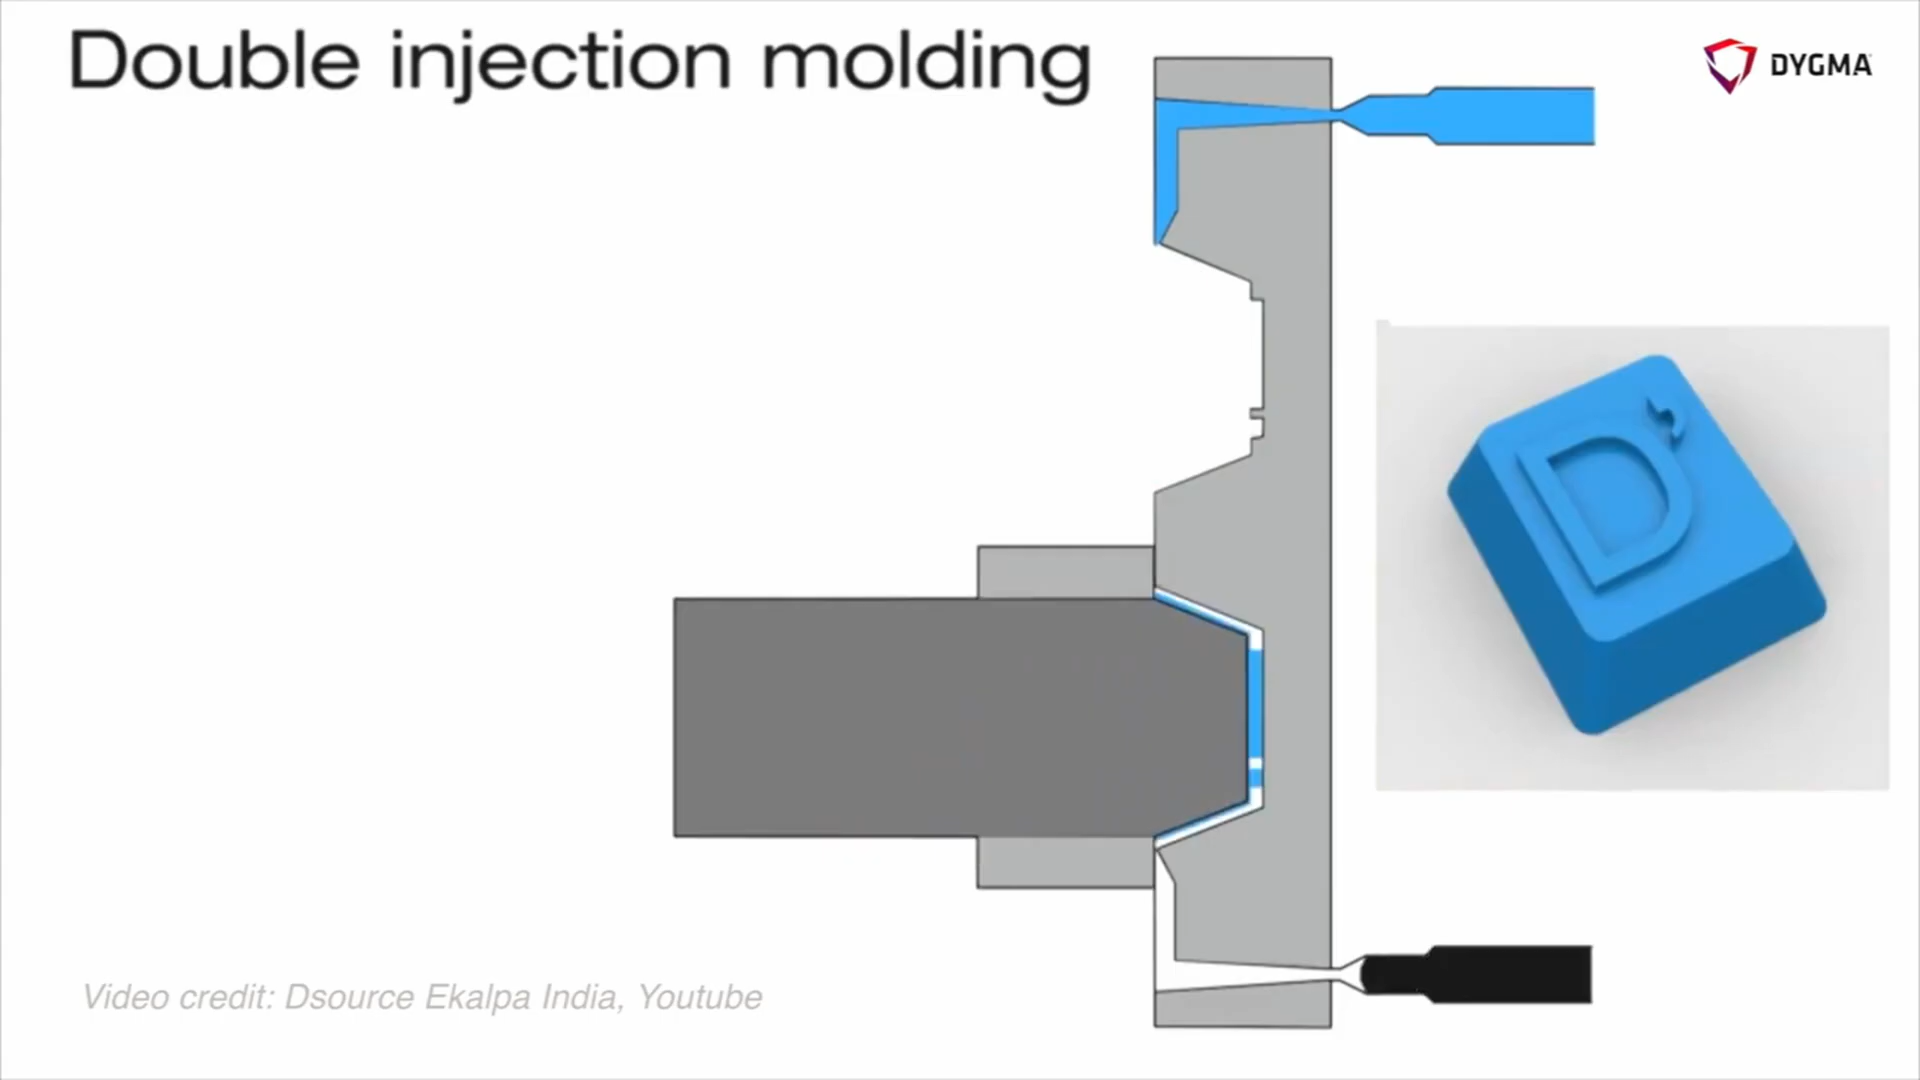 Double injection molding
DYGMA
D
Video credit: Dsource Ekalpa India, Youtube